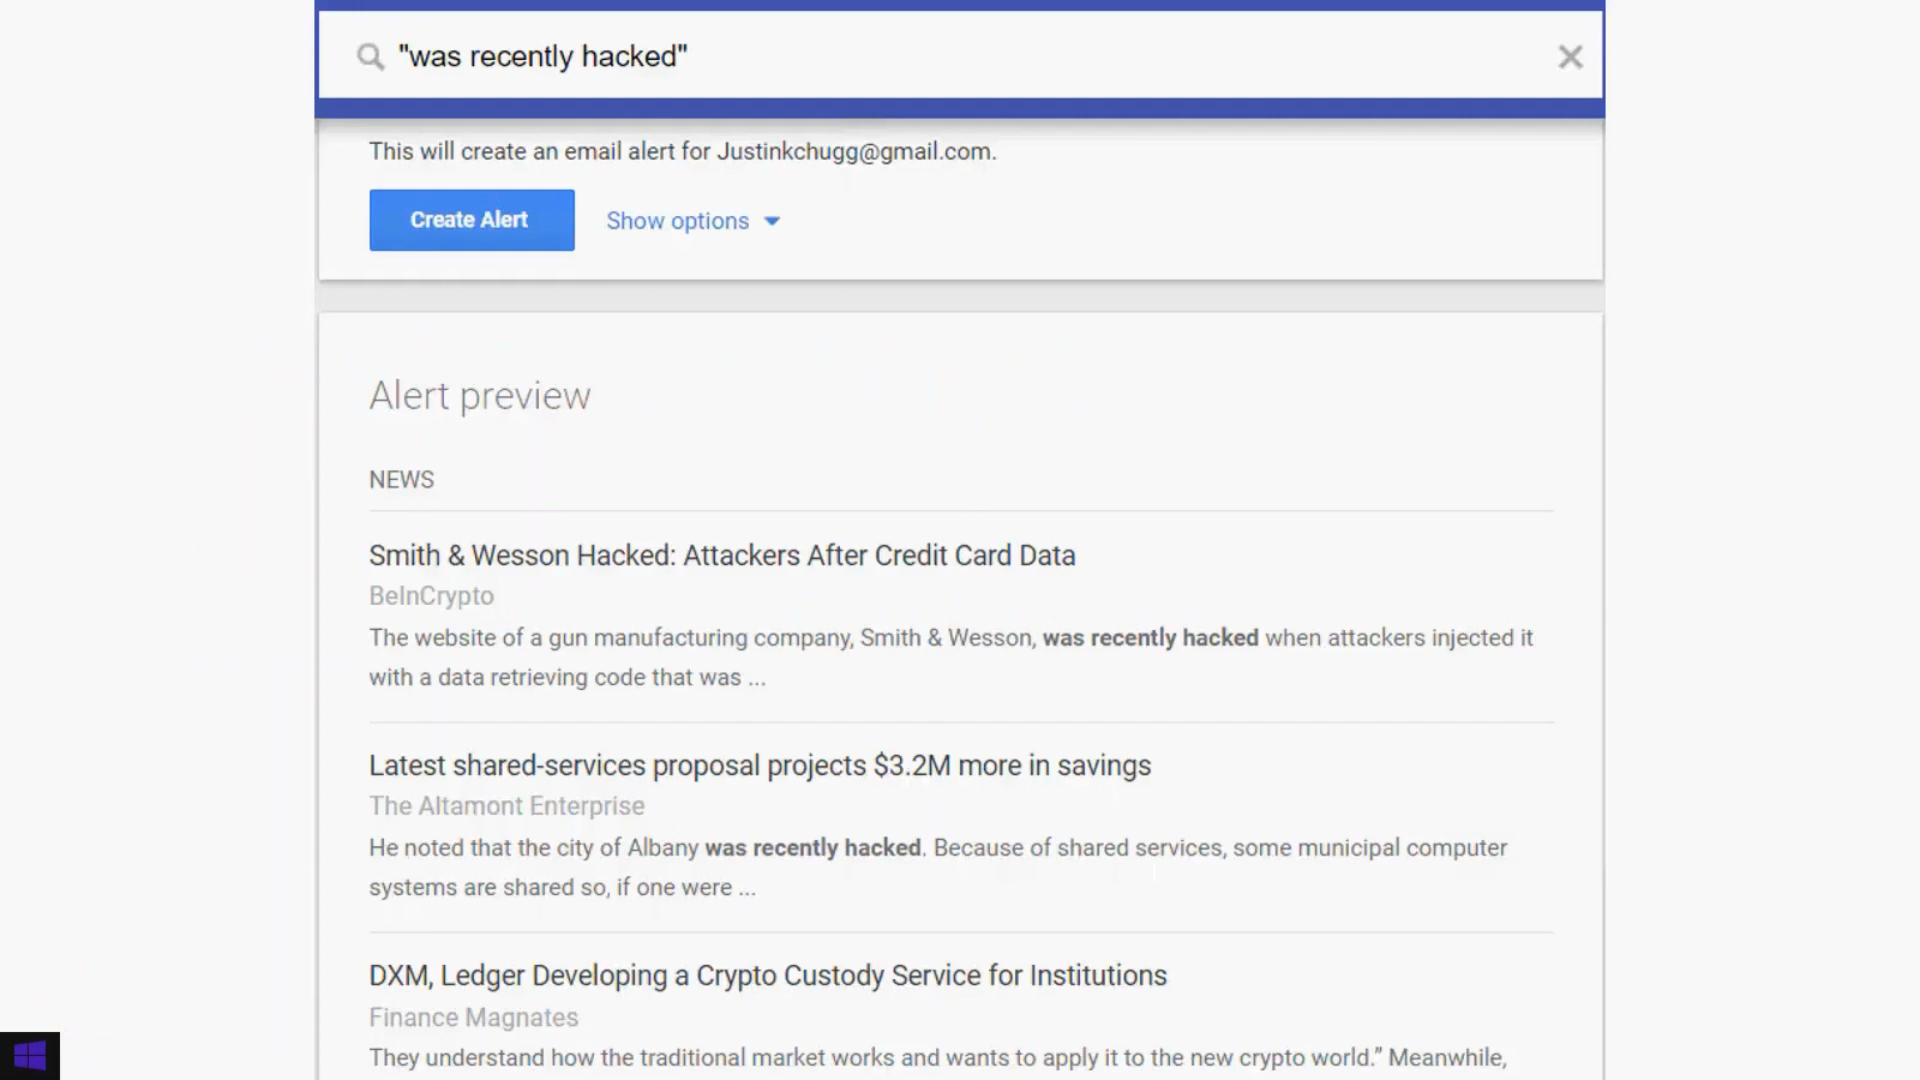 "was recently hacked"
This will create an email alert for Justinkchugg@gmail.com.
Create Alert
Show options
Alert preview
NEWS
Smith & Wesson Hacked: Attackers After Credit Card Data
BeInCrypto
The website of a gun manufacturing company, Smith & Wesson, was recently hacked when attackers injected it
with a data retrieving code that was ...
Latest shared-services proposal projects $3.2M more in savings
The Altamont Enterprise
He noted that the city of Albany was recently hacked. Because of shared services, some municipal computer
systems are shared so, if one were ...
DXM, Ledger Developing a Crypto Custody Service for Institutions
Finance Magnates
They understand how the traditional market works and wants to apply it to the new crypto world.” Meanwhile,